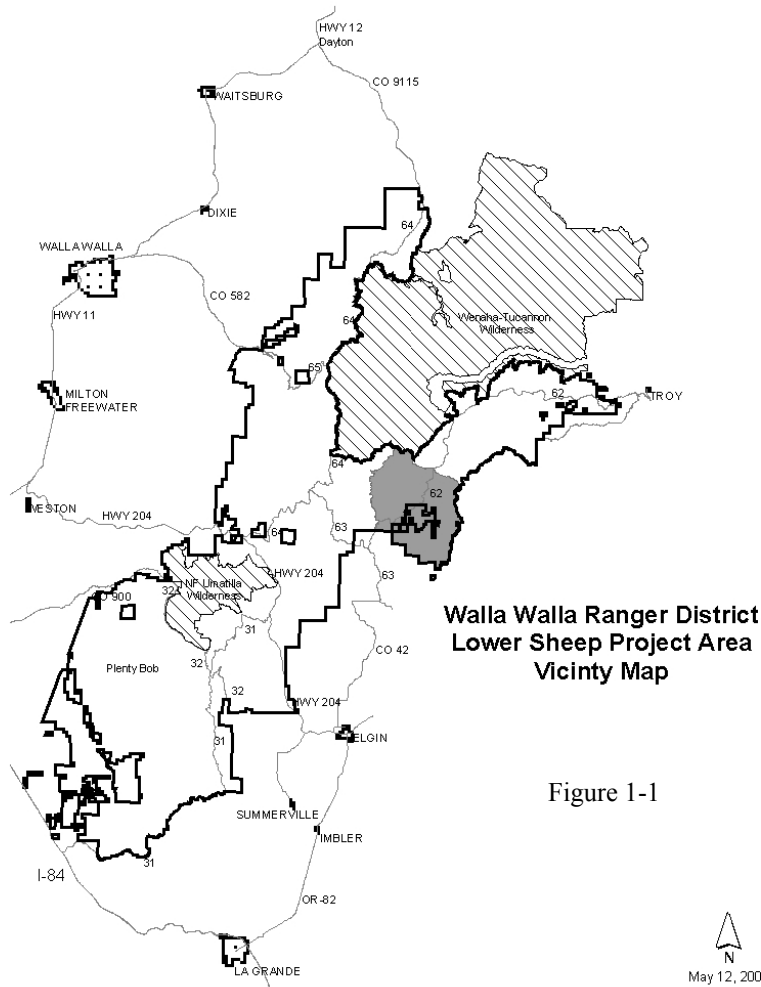 HWY 12
Dayton
CO 9115
WAITSBURG
DIXIE
64
WALLA WALLA
CO 582
HWY 11
64
Wenaha-Tucannon
Wilderness
65
62
TROY
MILTON
FREEWATER
64
62
WESTON
HWY 204
64
63
HWY 204
63
NF Umatilla
Wilderness
32
900
31
CO 42
Walla Walla Ranger District
Lower Sheep Project Area
Vicinty Map
Plenty Bob
32
32
HWY 204
31
ELGIN
Figure 1-1
SUMMERVILLE
IMBLER
31
I-84
OR-82
LA GRANDE
N
May 12, 200